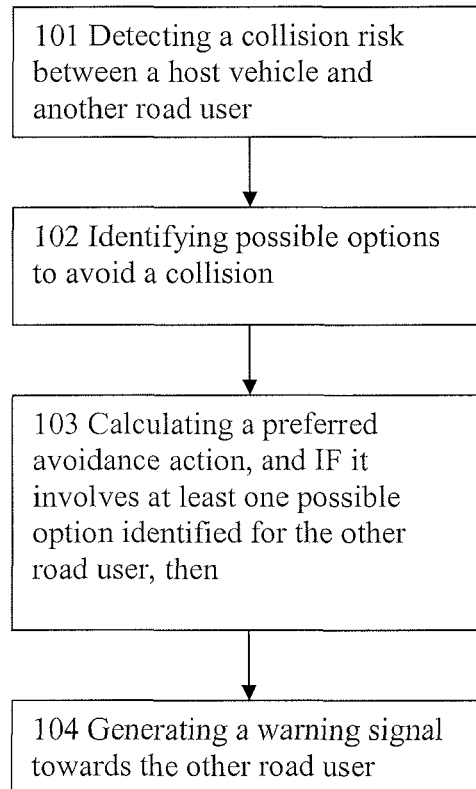 101 Detecting a collision risk
between a host vehicle and
another road user
102 Identifying possible options
to avoid a collision
103 Calculating a preferred
avoidance action, and IF it
involves at least one possible
option identified for the other
road user, then
104 Generating a warning signal
towards the other road user